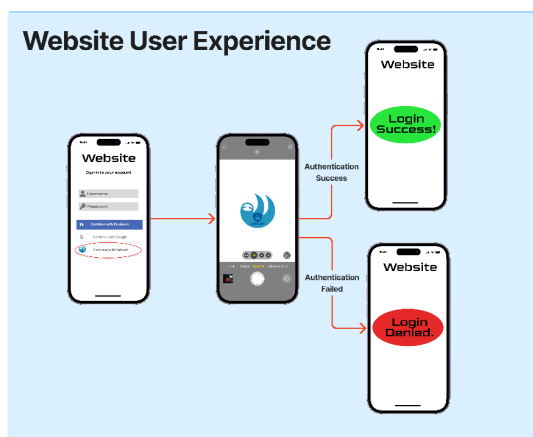 Website User Experience
Website
Login
Success!
Authentication
Success
Website
Sign in to your account
Username
Password
Continue with Facebook
Continue with Google
Authentication
Failed
Website
Login
Denied.